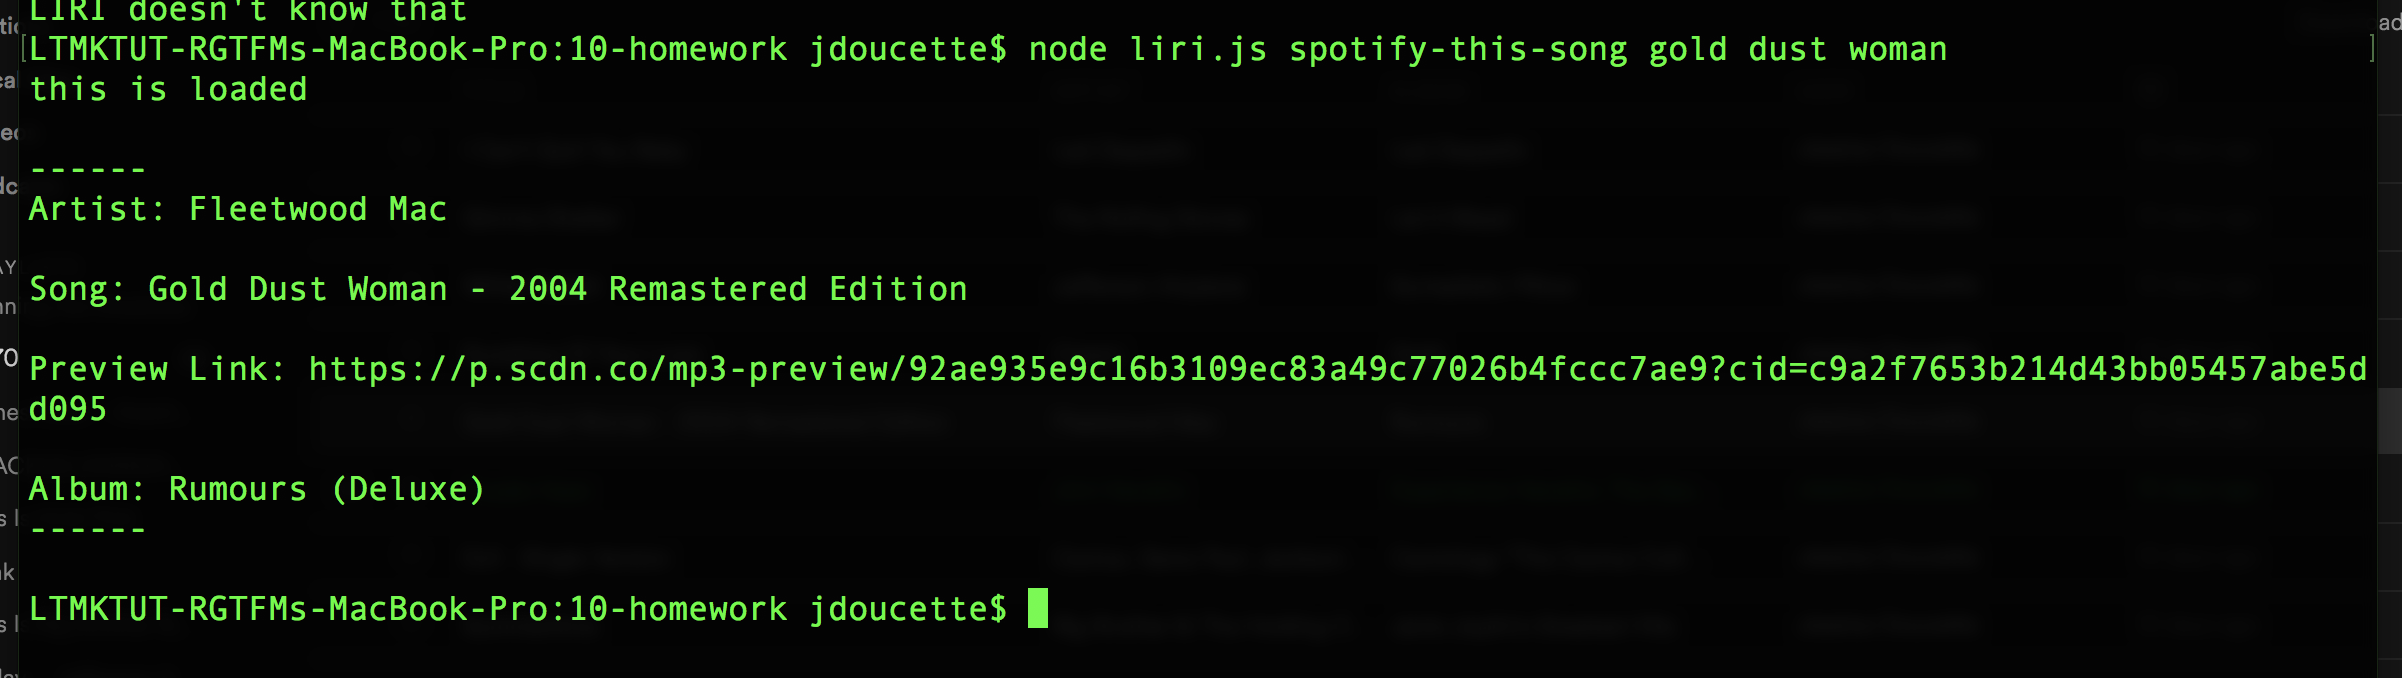 LIRI doesn't know that
[LTMKTUT-RGTFMs-MacBook-Pro:10-homework jdoucette$ node liri.js spotify-this-song gold dust woman ]
this is loaded
------
Artist: Fleetwood Mac
Song: Gold Dust Woman - 2004 Remastered Edition
Preview Link: https://p.scdn.co/mp3-preview/92ae935e9c16b3109ec83a49c77026b4fccc7ae9?cid=c9a2f7653b214d43bb05457abe5d
d095
Album: Rumours (Deluxe)
------
LTMKTUT-RGTFMs-MacBook-Pro:10-homework jdoucette$